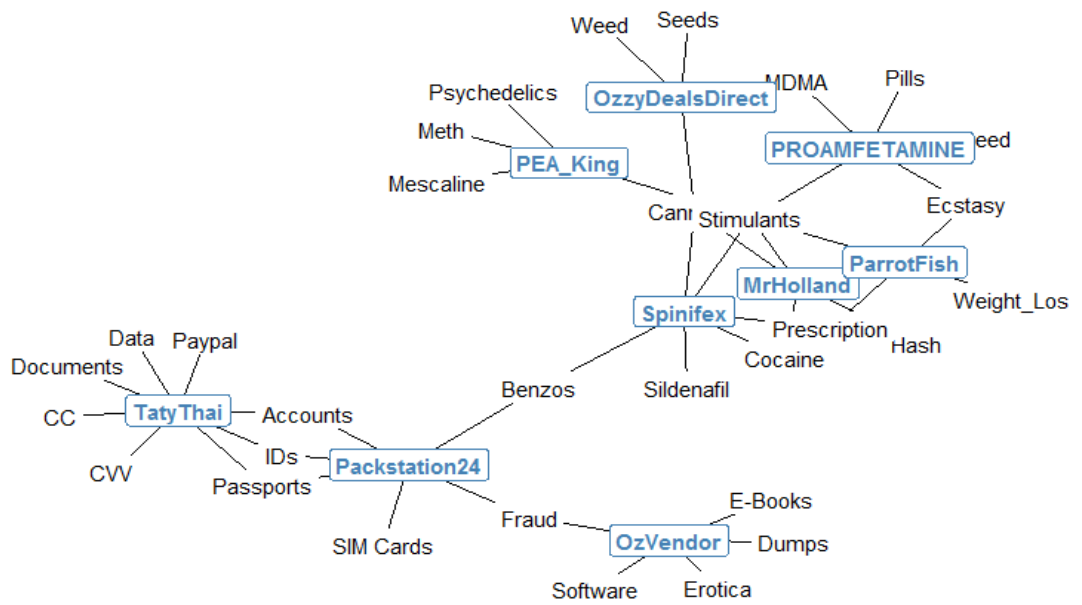 Seeds
Weed
MDMA
Pills
Psychedelics
OzzyDealsDirect
Meth
PROAMFETAMINE
eed
PEA_King
Mescaline
Ecstasy
Cann
Stimulants
ParrotFish
MrHolland
Weight_Los
Spinifex
Prescription
Data
Paypal
Hash
Cocaine
Documents
Benzos
Sildenafil
TatyThai
CC
Accounts
IDs
Packstation24
CVV
Passports
E-Books
Fraud
OzVendor
Dumps
SIM Cards
Software
Erotica